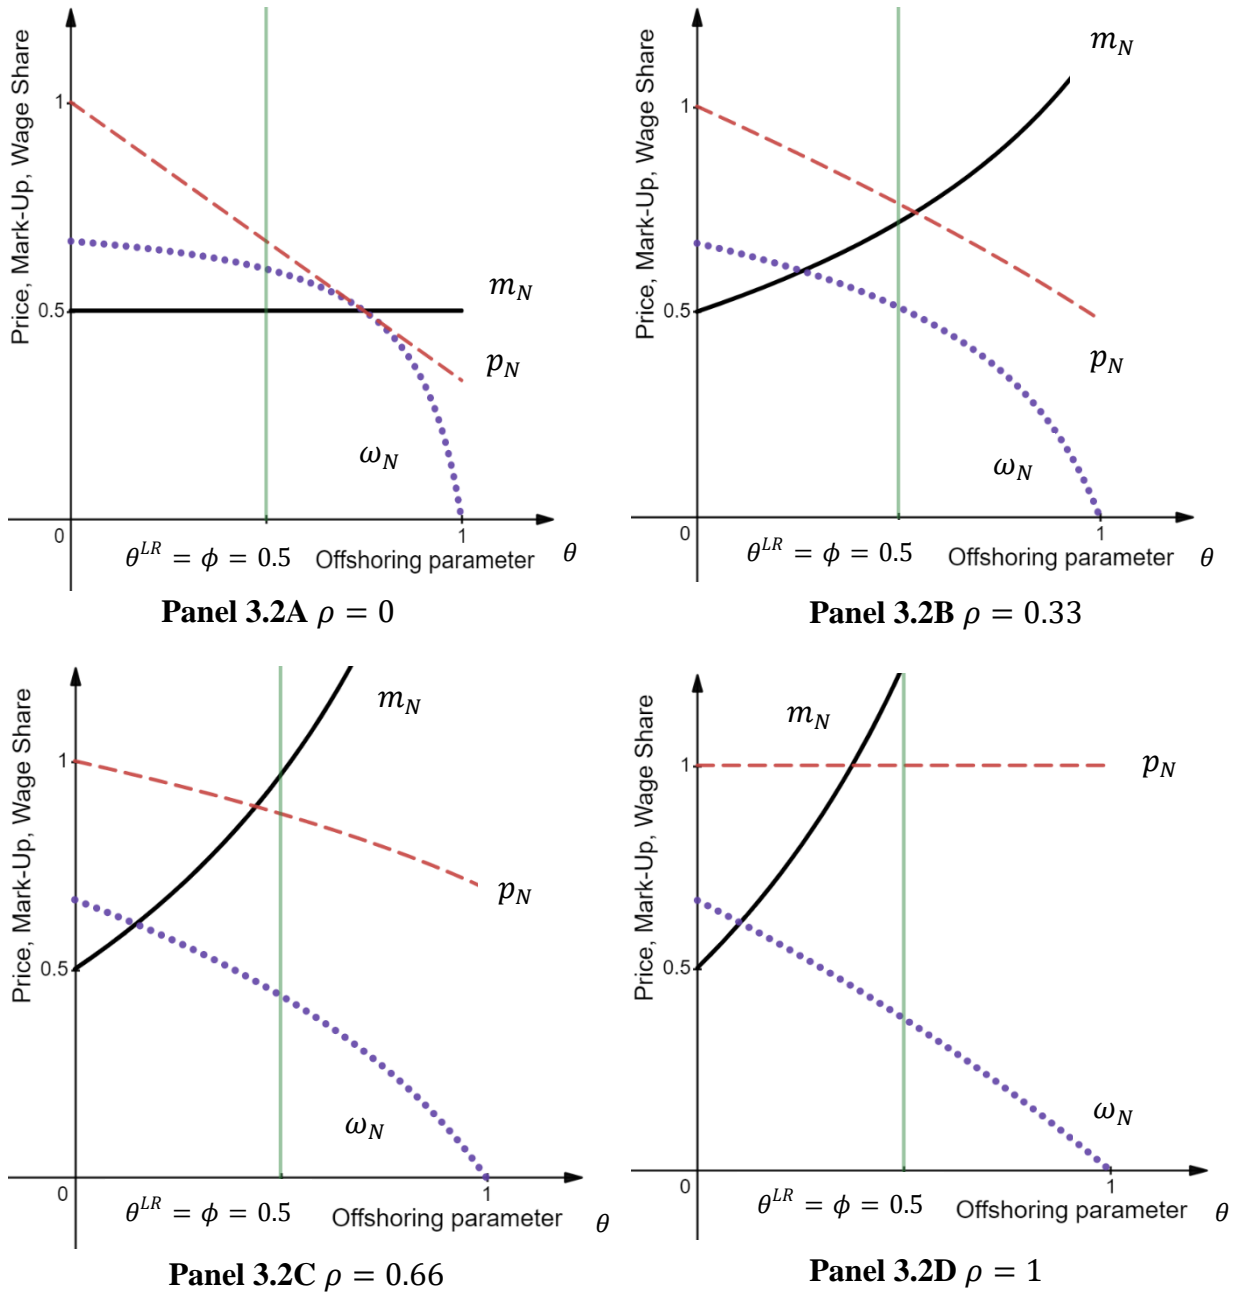 Price, Mark-Up, Wage Share
1
0.5
0
m_N
p_N
ω_N
1
θ^{LR} = ϕ = 0.5
Offshoring parameter θ
Panel 3.2A ρ = 0
Price, Mark-Up, Wage Share
1
0.5
0
m_N
p_N
ω_N
1
θ^{LR} = ϕ = 0.5
Offshoring parameter θ
Panel 3.2B ρ = 0.33
Price, Mark-Up, Wage Share
1
0.5
0
m_N
p_N
ω_N
1
θ^{LR} = ϕ = 0.5
Offshoring parameter θ
Panel 3.2C ρ = 0.66
Price, Mark-Up, Wage Share
1
0.5
0
m_N
p_N
ω_N
1
θ^{LR} = ϕ = 0.5
Offshoring parameter θ
Panel 3.2D ρ = 1